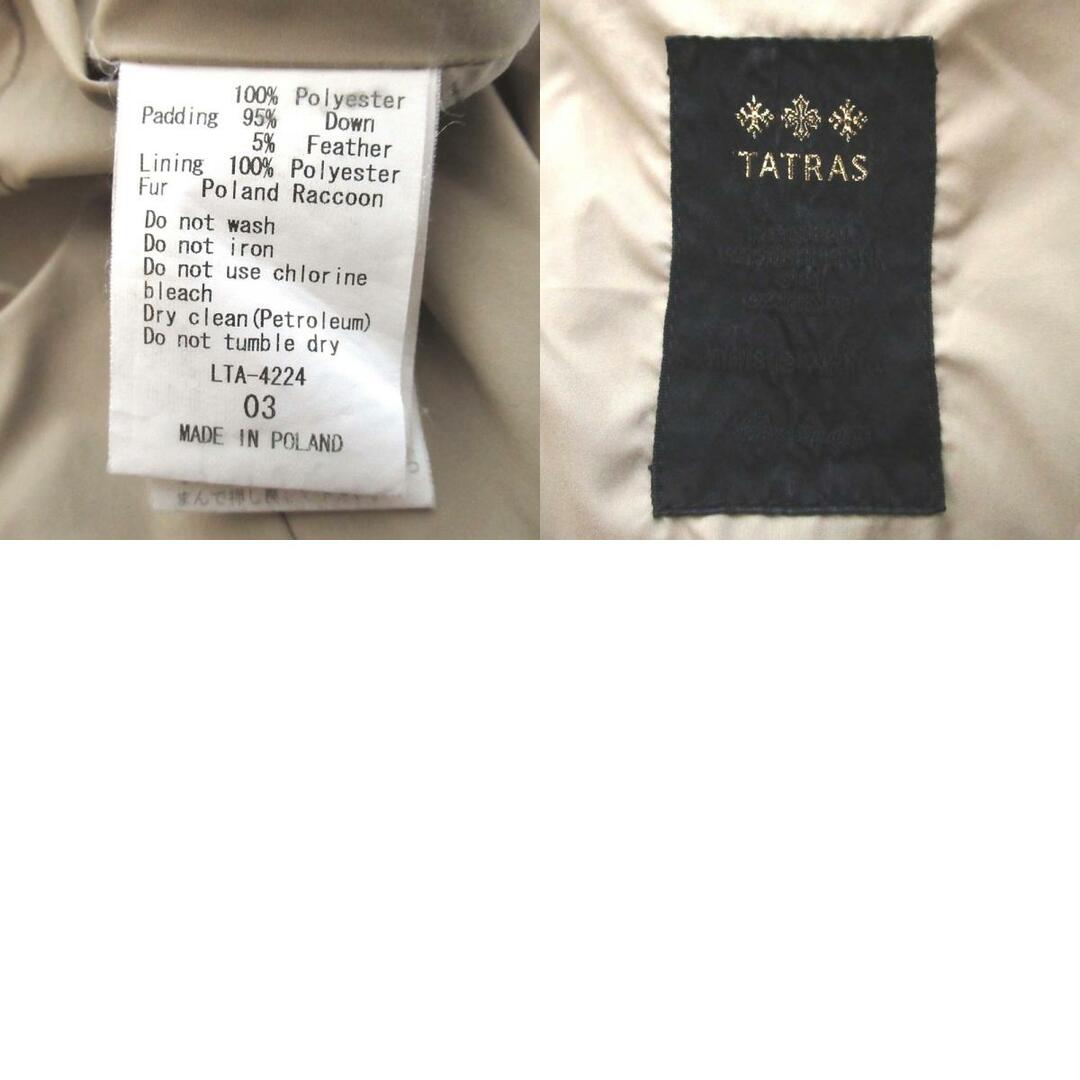 100% Polyester
Padding 95% Down
5% Feather
Lining 100% Polyester
Fur Poland Raccoon
Do not wash
Do not iron
Do not use chlorine
bleach
Dry clean(Petroleum)
Do not tumble dry
LTA-4224
03
MADE IN POLAND
TATRAS